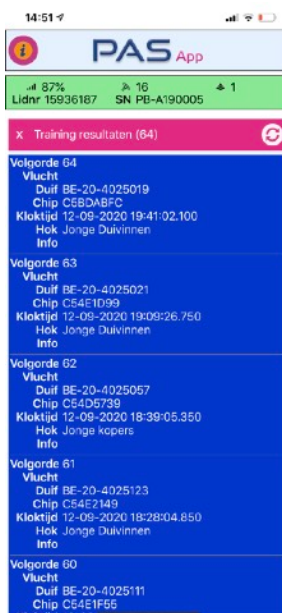 14:51
i
PAS App
87% 16 1
Lidnr 15936187 SN PB-A190005
x Training resultaten (64)
Volgorde 64
Vlucht
Duif BE-20-4025019
Chip C5BDABFC
Kloktijd 12-09-2020 19:41:02.100
Hok Jonge Duivinnen
Info
Volgorde 63
Vlucht
Duif BE-20-4025021
Chip C54E1D99
Kloktijd 12-09-2020 19:09:26.750
Hok Jonge Duivinnen
Info
Volgorde 62
Vlucht
Duif BE-20-4025057
Chip C54D5739
Kloktijd 12-09-2020 18:39:05.350
Hok Jonge kopers
Info
Volgorde 61
Vlucht
Duif BE-20-4025123
Chip C54E2149
Kloktijd 12-09-2020 18:28:04.850
Hok Jonge Duivinnen
Info
Volgorde 60
Vlucht
Duif BE-20-4025111
Chip C54E1F55